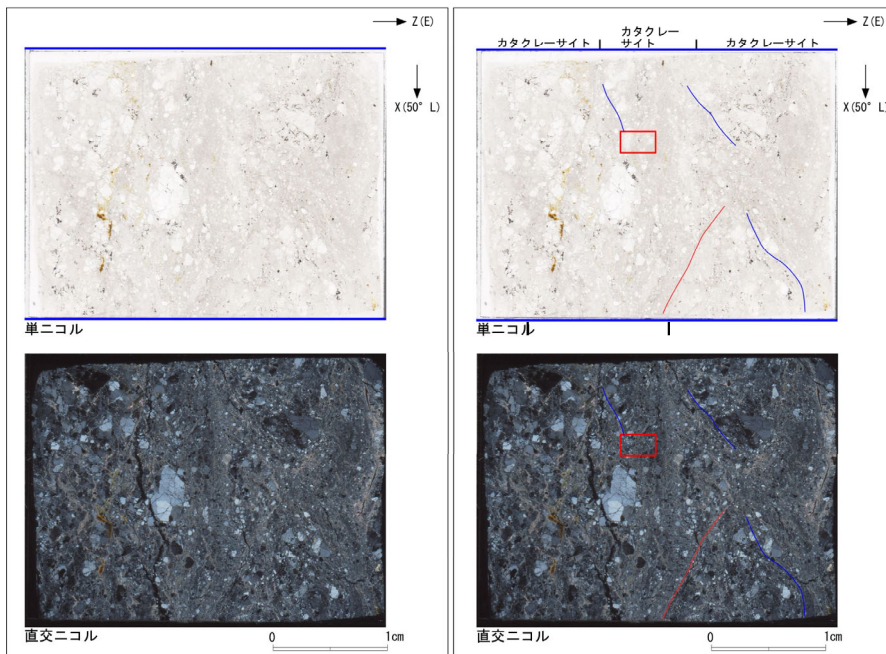 Z(E)
X(50° L)
単ニコル
直交ニコル
0 1cm
Z(E)
カタクレーサイト
カタクレー
サイト
カタクレーサイト
X(50° L)
単ニコル
直交ニコル
0 1cm